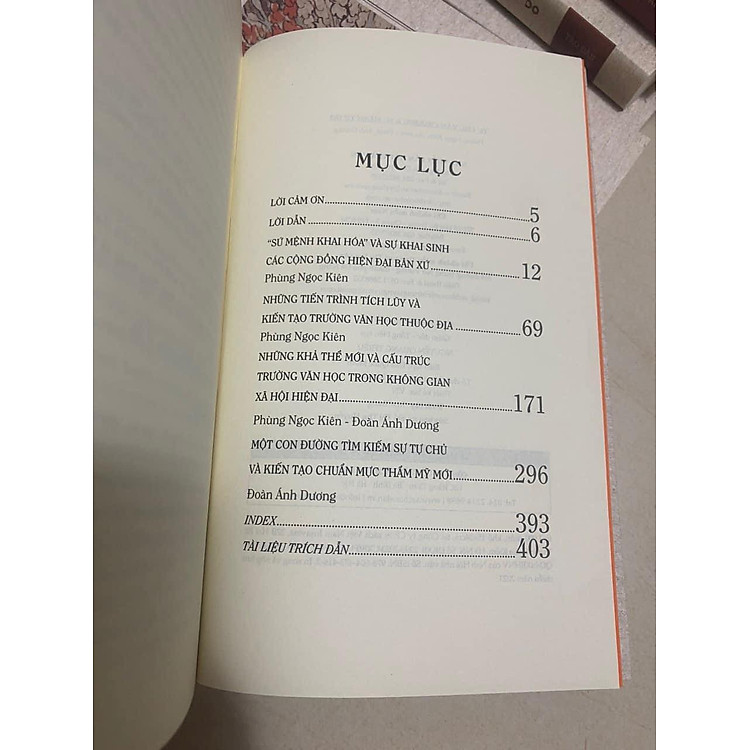 MỤC LỤC
LỜI CẢM ƠN 5
LỜI DẪN 6
“SỨ MỆNH KHAI HÓA” VÀ SỰ KHAI SINH
CÁC CỘNG ĐỒNG HIỆN ĐẠI BẢN XỨ 12
Phùng Ngọc Kiên
NHỮNG TIẾN TRÌNH TÍCH LŨY VÀ
KIẾN TẠO TRƯỜNG VĂN HỌC THUỘC ĐỊA 69
Phùng Ngọc Kiên
NHỮNG KHẢ THỂ MỚI VÀ CẤU TRÚC
TRƯỜNG VĂN HỌC TRONG KHÔNG GIAN
XÃ HỘI HIỆN ĐẠI 171
Phùng Ngọc Kiên - Đoàn Ánh Dương
MỘT CON ĐƯỜNG TÌM KIẾM SỰ TỰ CHỦ
VÀ KIẾN TẠO CHUẨN MỰC THẨM MỸ MỚI 296
Đoàn Ánh Dương
INDEX 393
TÀI LIỆU TRÍCH DẪN 403